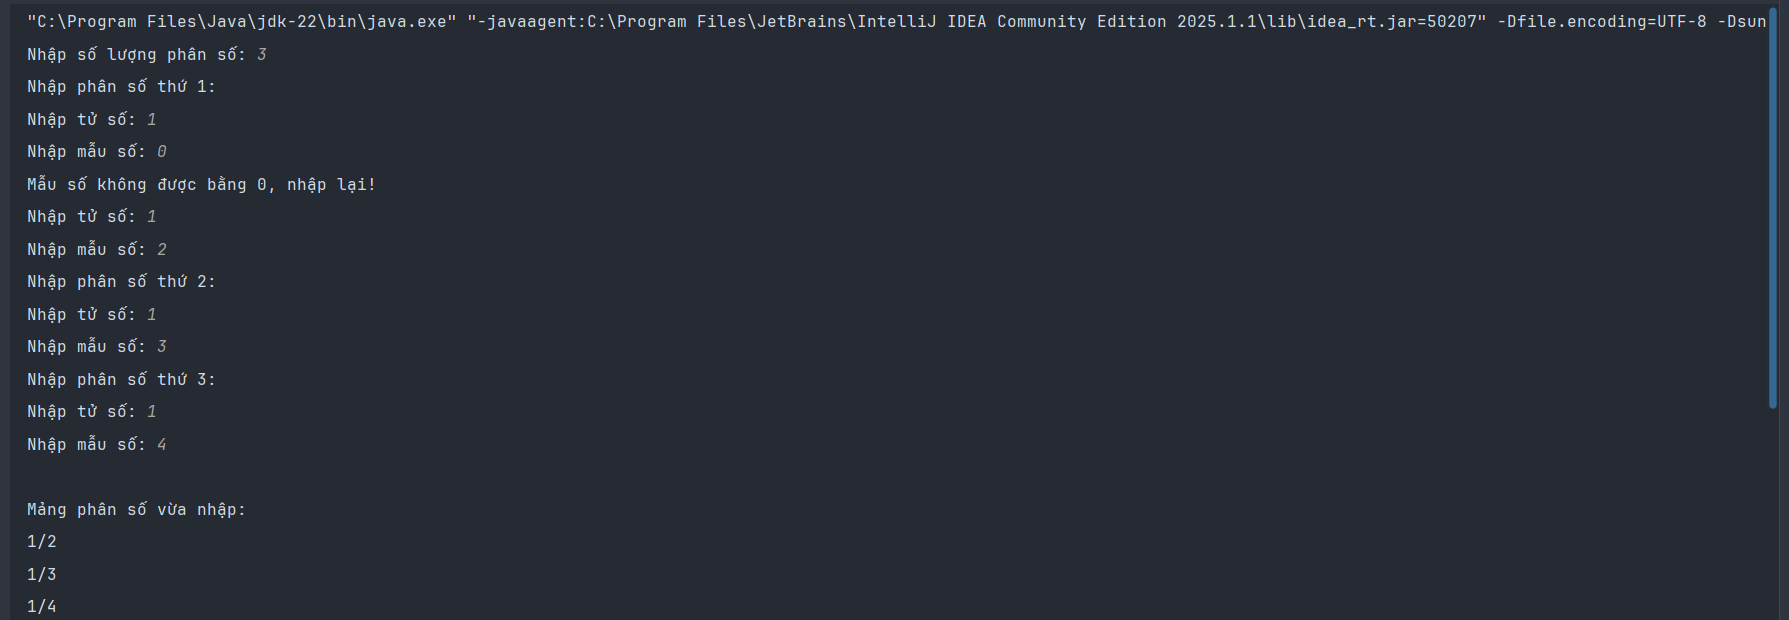 "C:\Program Files\Java\jdk-22\bin\java.exe" "-javaagent:C:\Program Files\JetBrains\IntelliJ IDEA Community Edition 2025.1.1\lib\idea_rt.jar=50207" -Dfile.encoding=UTF-8 -Dsun
Nhập số lượng phân số: 3
Nhập phân số thứ 1:
Nhập tử số: 1
Nhập mẫu số: 0
Mẫu số không được bằng 0, nhập lại!
Nhập tử số: 1
Nhập mẫu số: 2
Nhập phân số thứ 2:
Nhập tử số: 1
Nhập mẫu số: 3
Nhập phân số thứ 3:
Nhập tử số: 1
Nhập mẫu số: 4
Mảng phân số vừa nhập:
1/2
1/3
1/4